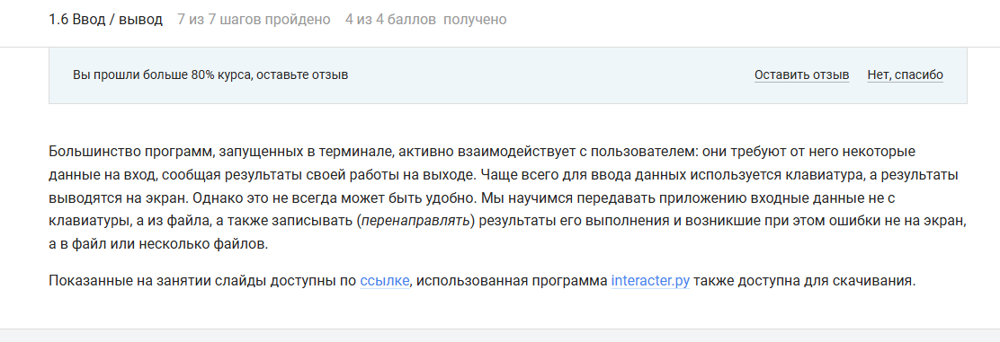 1.6 Ввод / вывод 7 из 7 шагов пройдено 4 из 4 баллов получено
Вы прошли больше 80% курса, оставьте отзыв Оставить отзыв Нет, спасибо
Большинство программ, запущенных в терминале, активно взаимодействует с пользователем: они требуют от него некоторые
данные на вход, сообщая результаты своей работы на выходе. Чаще всего для ввода данных используется клавиатура, а результаты
выводятся на экран. Однако это не всегда может быть удобно. Мы научимся передавать приложению входные данные не с
клавиатуры, а из файла, а также записывать (перенаправлять) результаты его выполнения и возникшие при этом ошибки не на экран,
а в файл или несколько файлов.
Показанные на занятии слайды доступны по ссылке, использованная программа interacter.py также доступна для скачивания.